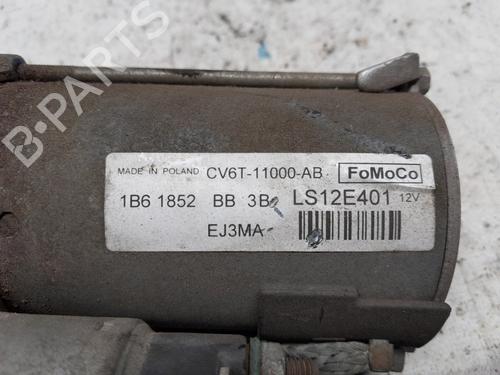 B-PARTS
MADE IN POLAND CV6T-11000-AB FoMoCo
1B6 1852 BB 3B LS12E401 12V
EJ3MA